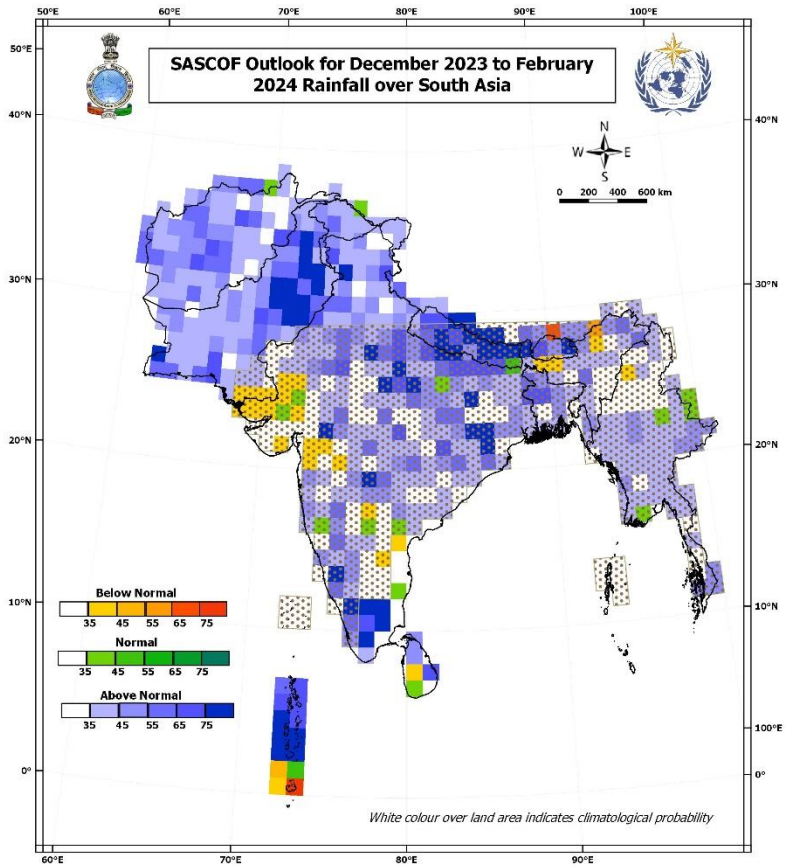 50°E 60°E 70°E 80°E 90°E 100°E
SASCOF Outlook for December 2023 to February
2024 Rainfall over South Asia
40°N 40°N
N
W E
S
0 200 400 600 km
30°N 30°N
20°N 20°N
10°N 10°N
Below Normal
35 45 55 65 75
Normal
35 45 55 65 75
Above Normal
35 45 55 65 75
100°E
0° 0°
White colour over land area indicates climatological probability
60°E 70°E 80°E 90°E